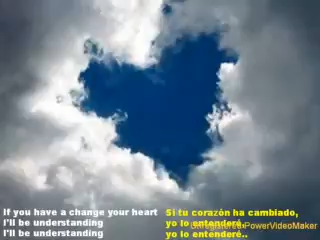 If you have a change your heart
I'll be understanding
I'll be understanding
Si tu corazón ha cambiado,
yo lo entenderé..
yo lo entenderé..
PowerVideoMaker